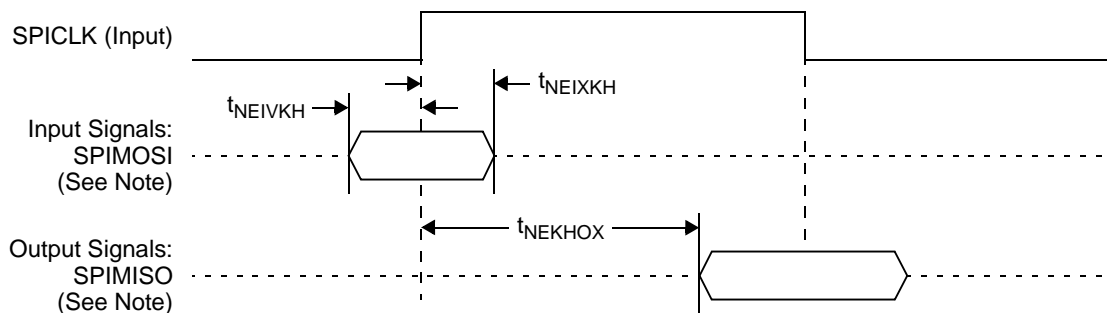 SPICLK (Input)
tNEIXKH
tNEIVKH
Input Signals:
SPIMOSI
(See Note)
tNEKHOX
Output Signals:
SPIMISO
(See Note)